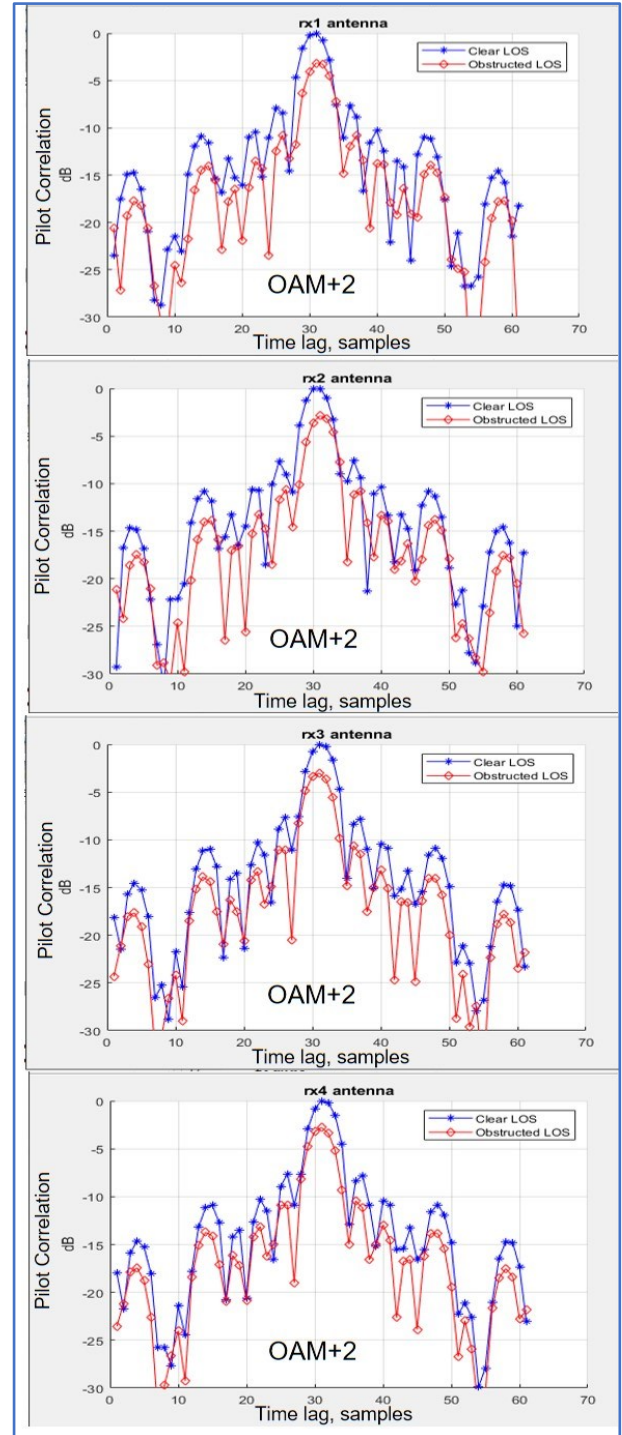 rx1 antenna
Clear LOS
Obstructed LOS
Pilot Correlation
dB
0
-5
-10
-15
-20
-25
-30
OAM+2
0 10 20 30 40 50 60 70
Time lag, samples
rx2 antenna
Clear LOS
Obstructed LOS
Pilot Correlation
dB
0
-5
-10
-15
-20
-25
-30
OAM+2
0 10 20 30 40 50 60 70
Time lag, samples
rx3 antenna
Clear LOS
Obstructed LOS
Pilot Correlation
dB
0
-5
-10
-15
-20
-25
-30
OAM+2
0 10 20 30 40 50 60 70
Time lag, samples
rx4 antenna
Clear LOS
Obstructed LOS
Pilot Correlation
dB
0
-5
-10
-15
-20
-25
-30
OAM+2
0 10 20 30 40 50 60 70
Time lag, samples